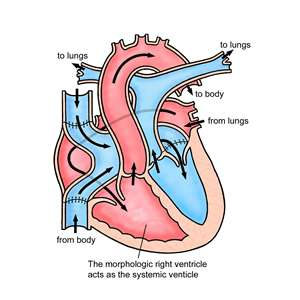 to lungs
to lungs
to body
from lungs
from body
The morphologic right ventricle
acts as the systemic venticle